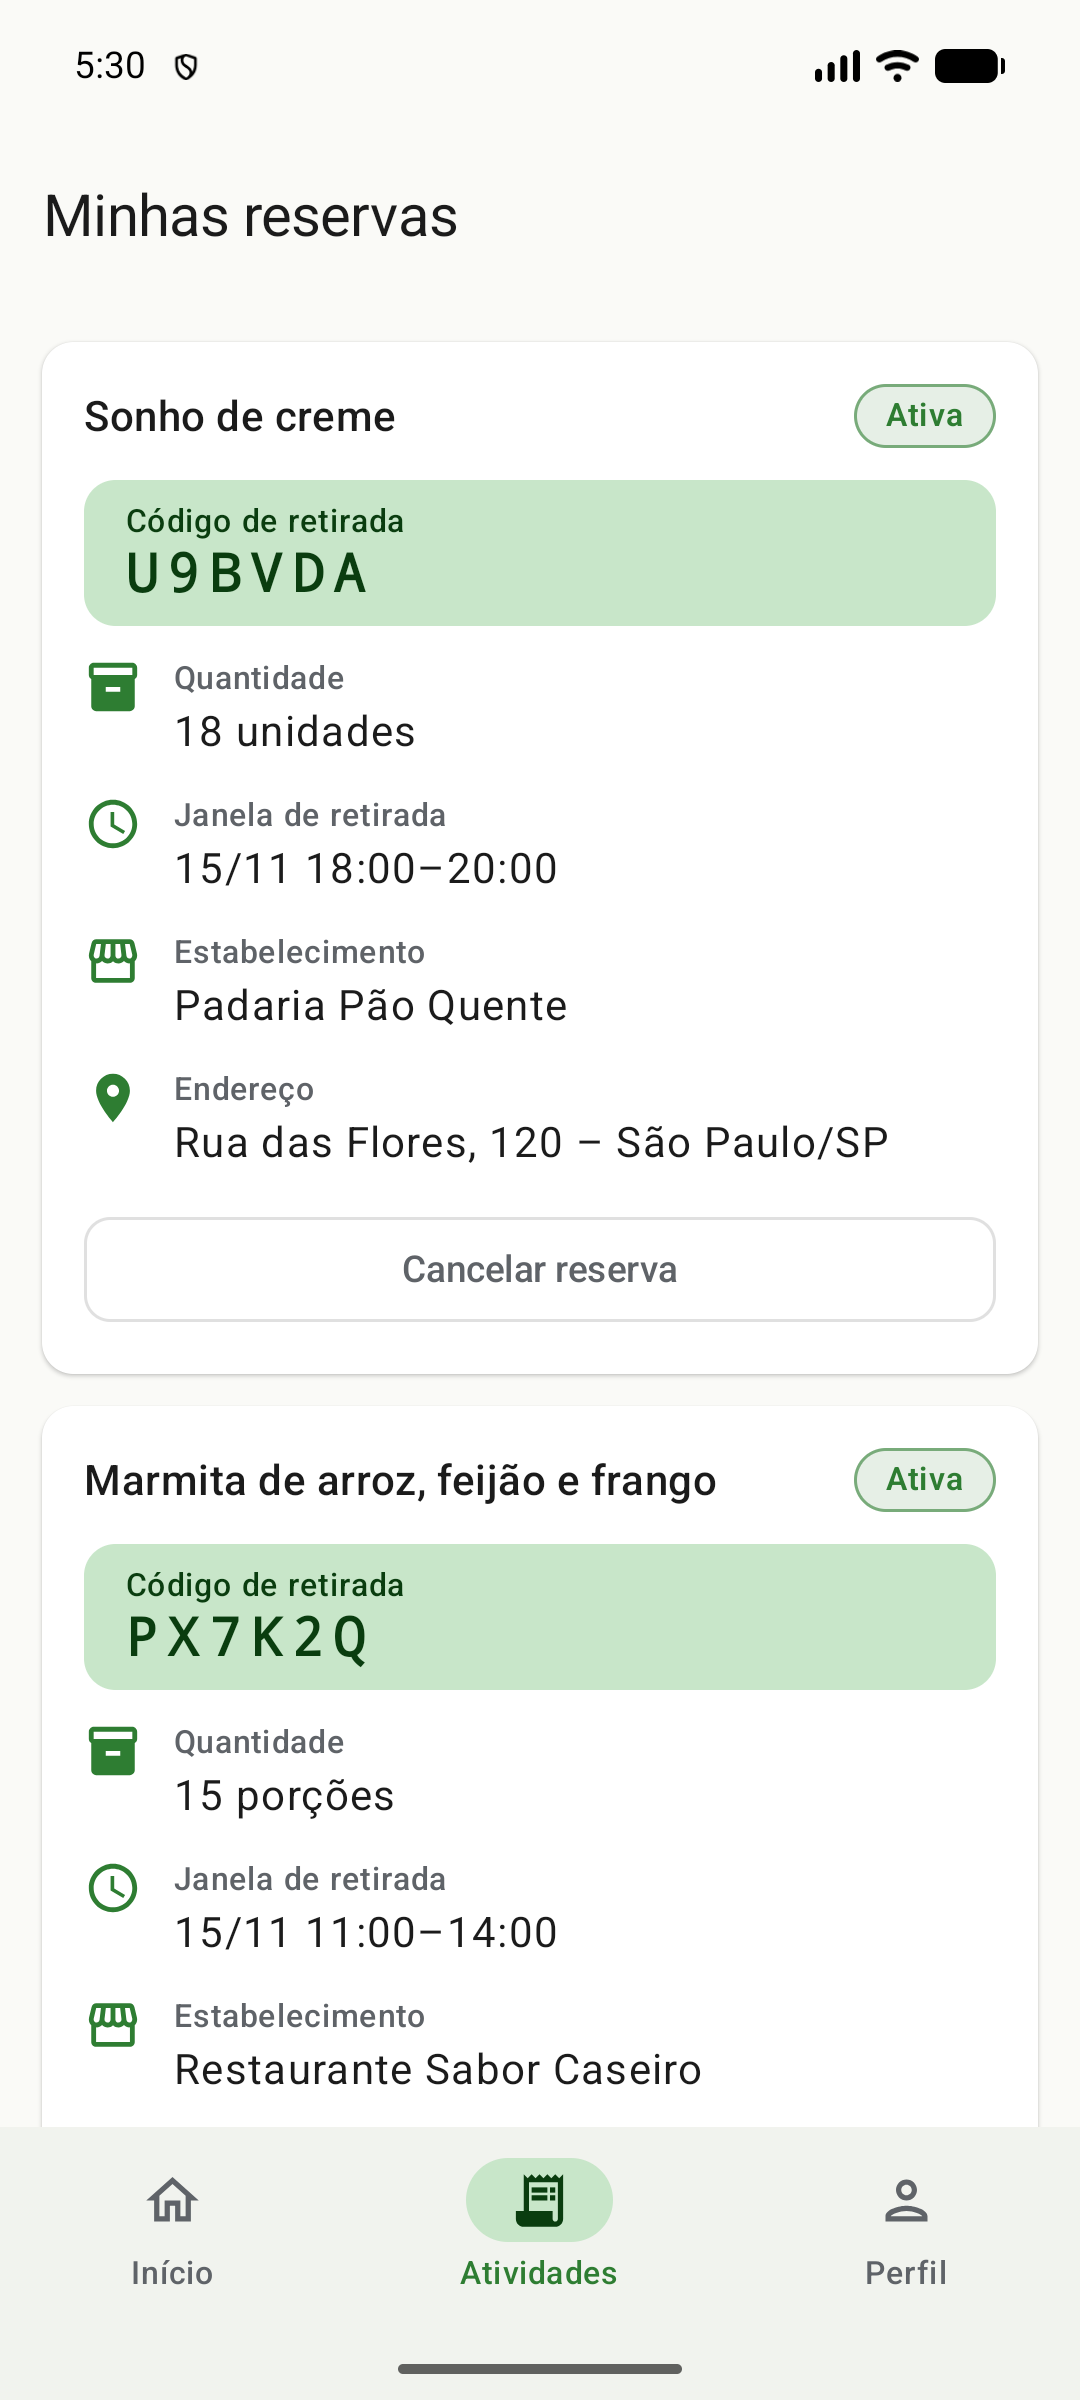 5:30
Minhas reservas
Sonho de creme
Ativa
Código de retirada
U9BVDA
Quantidade
18 unidades
Janela de retirada
15/11 18:00–20:00
Estabelecimento
Padaria Pão Quente
Endereço
Rua das Flores, 120 – São Paulo/SP
Cancelar reserva
Marmita de arroz, feijão e frango
Ativa
Código de retirada
PX7K2Q
Quantidade
15 porções
Janela de retirada
15/11 11:00–14:00
Estabelecimento
Restaurante Sabor Caseiro
Início
Atividades
Perfil